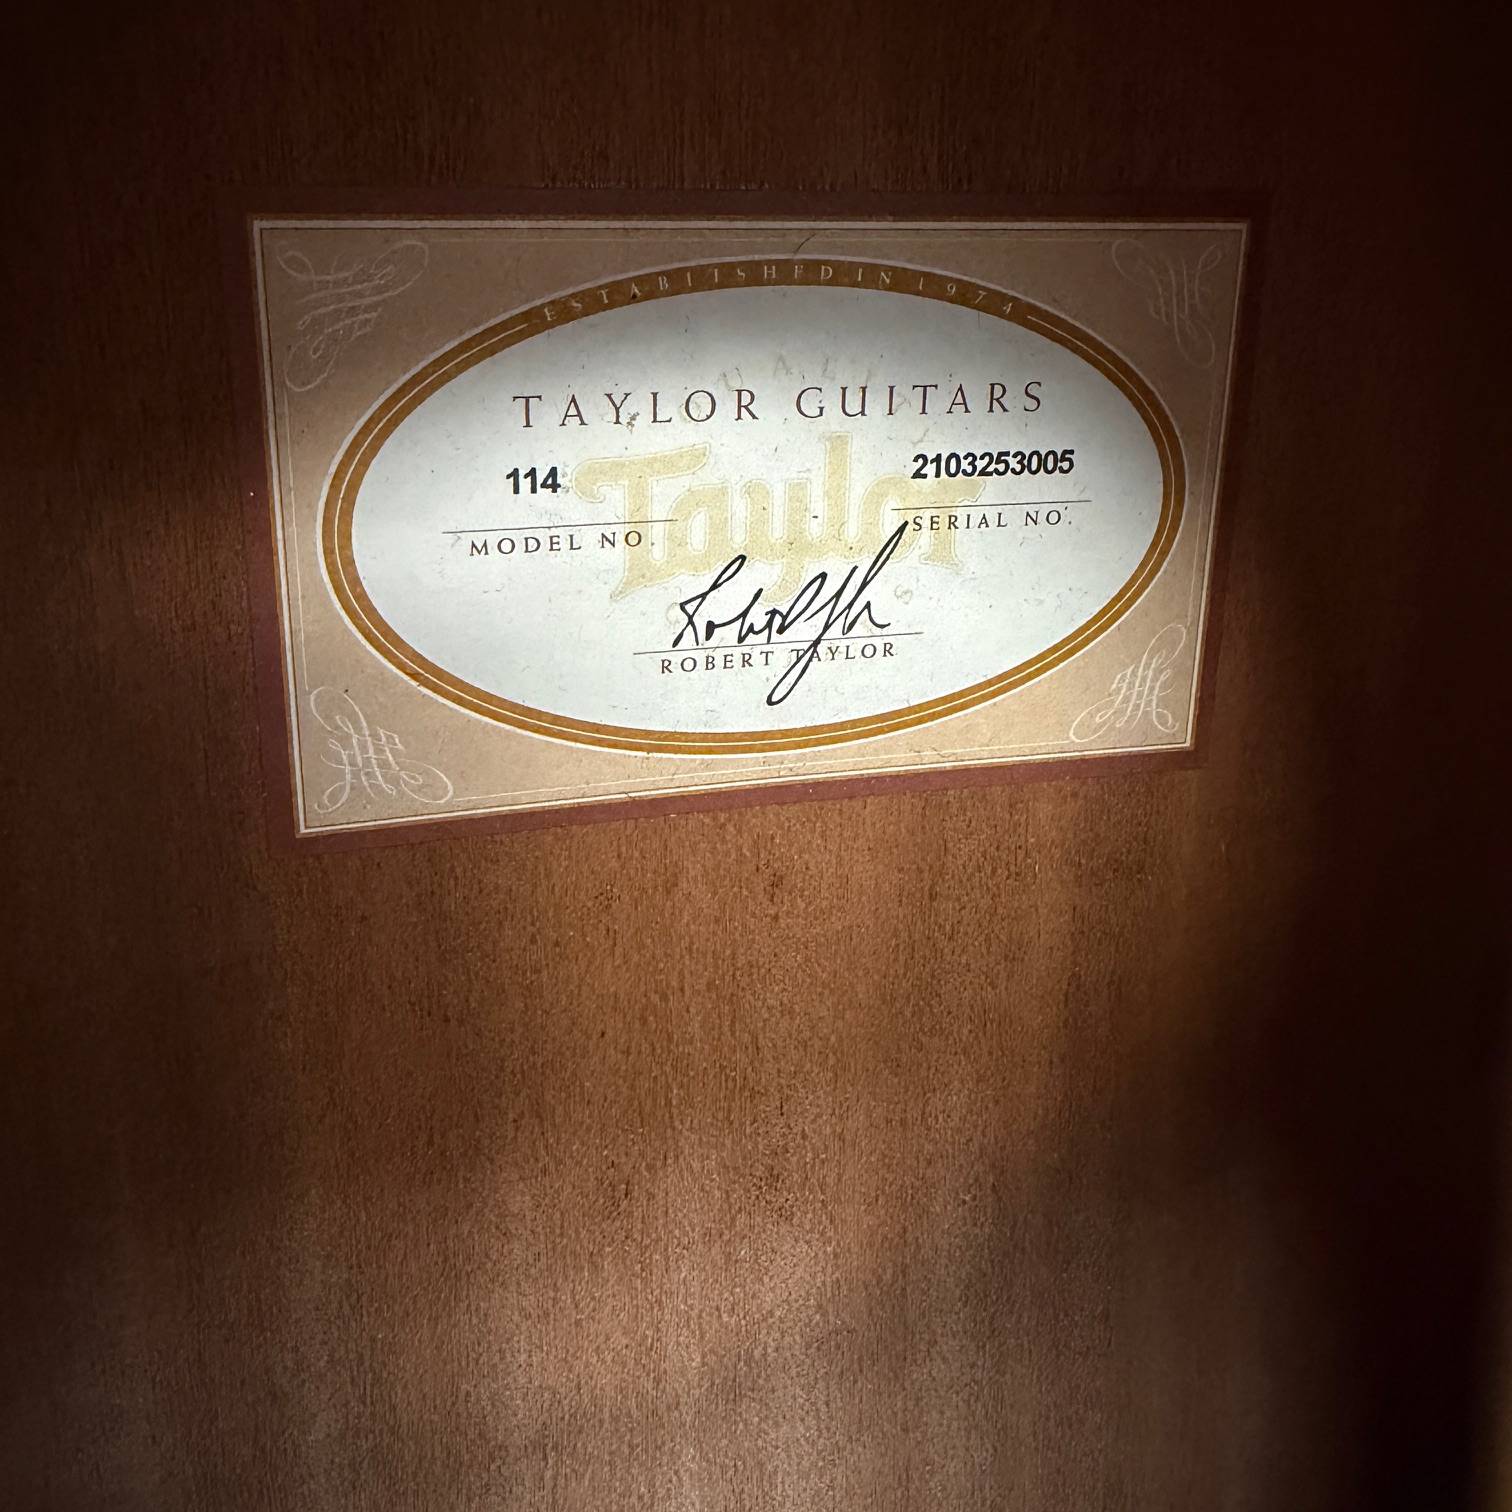 ESTABLISHED IN 1974
TAYLOR GUITARS
Taylor
114 2103253005
MODEL NO. SERIAL NO.
ROBERT TAYLOR